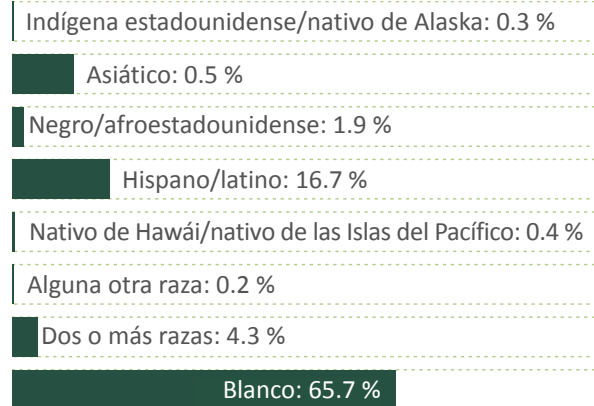 Indígena estadounidense/nativo de Alaska: 0.3 %
Asiático: 0.5 %
Negro/afroestadounidense: 1.9 %
Hispano/latino: 16.7 %
Nativo de Hawái/nativo de las Islas del Pacífico: 0.4 %
Alguna otra raza: 0.2 %
Dos o más razas: 4.3 %
Blanco: 65.7 %